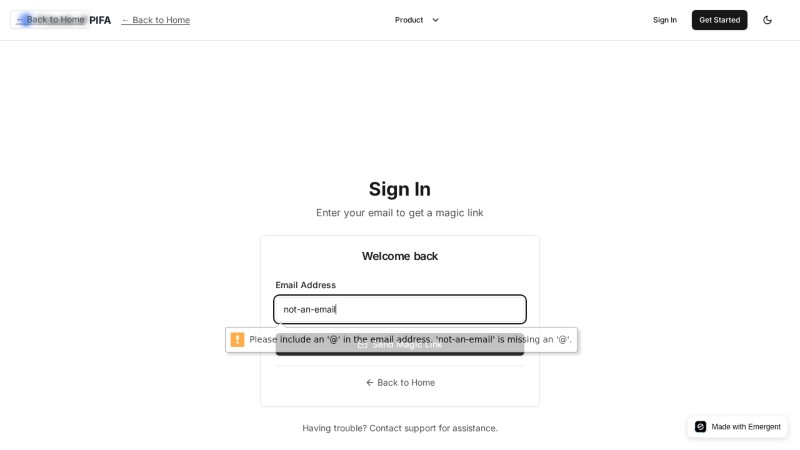 ← Back to Home PIFA ← Back to Home Product Sign In Get Started
Sign In
Enter your email to get a magic link
Welcome back
Email Address
not-an-email
Please include an '@' in the email address. 'not-an-email' is missing an '@'.
Send Magic Link
← Back to Home
Having trouble? Contact support for assistance.
Made with Emergent